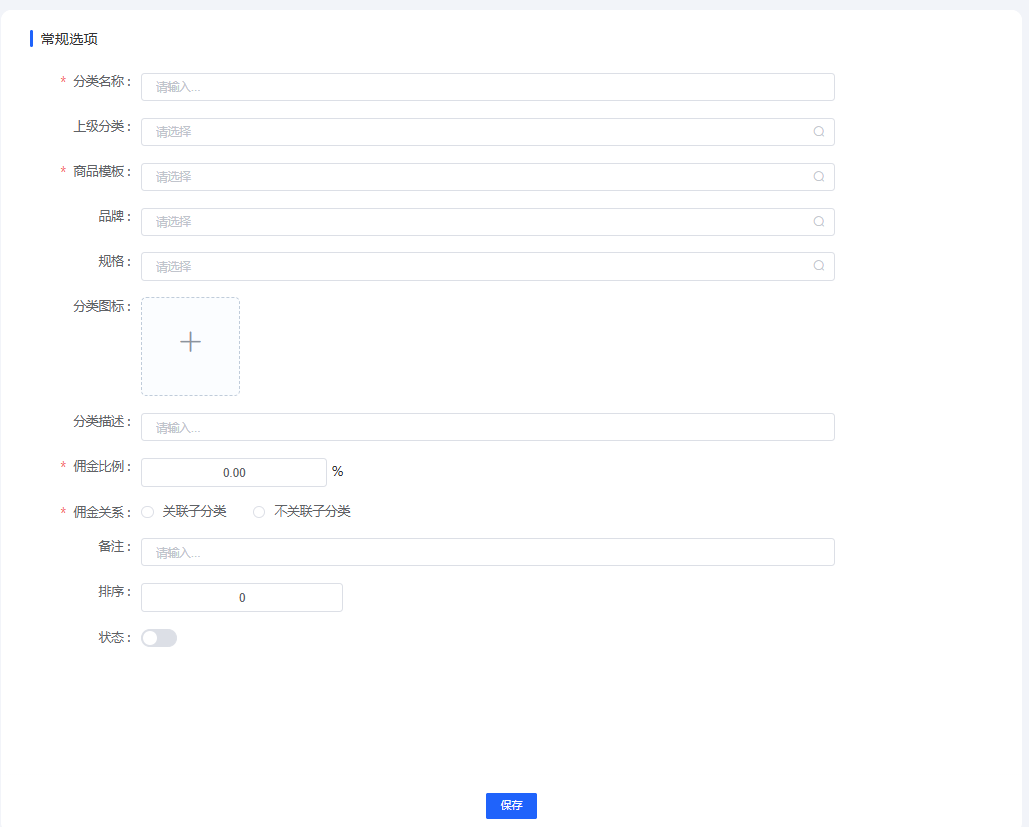 常规选项
* 分类名称： 请输入...
上级分类： 请选择
* 商品模板： 请选择
品牌： 请选择
规格： 请选择
分类图标：
分类描述： 请输入...
* 佣金比例： 0.00 %
* 佣金关系： 关联子分类 不关联子分类
备注： 请输入...
排序： 0
状态：
保存